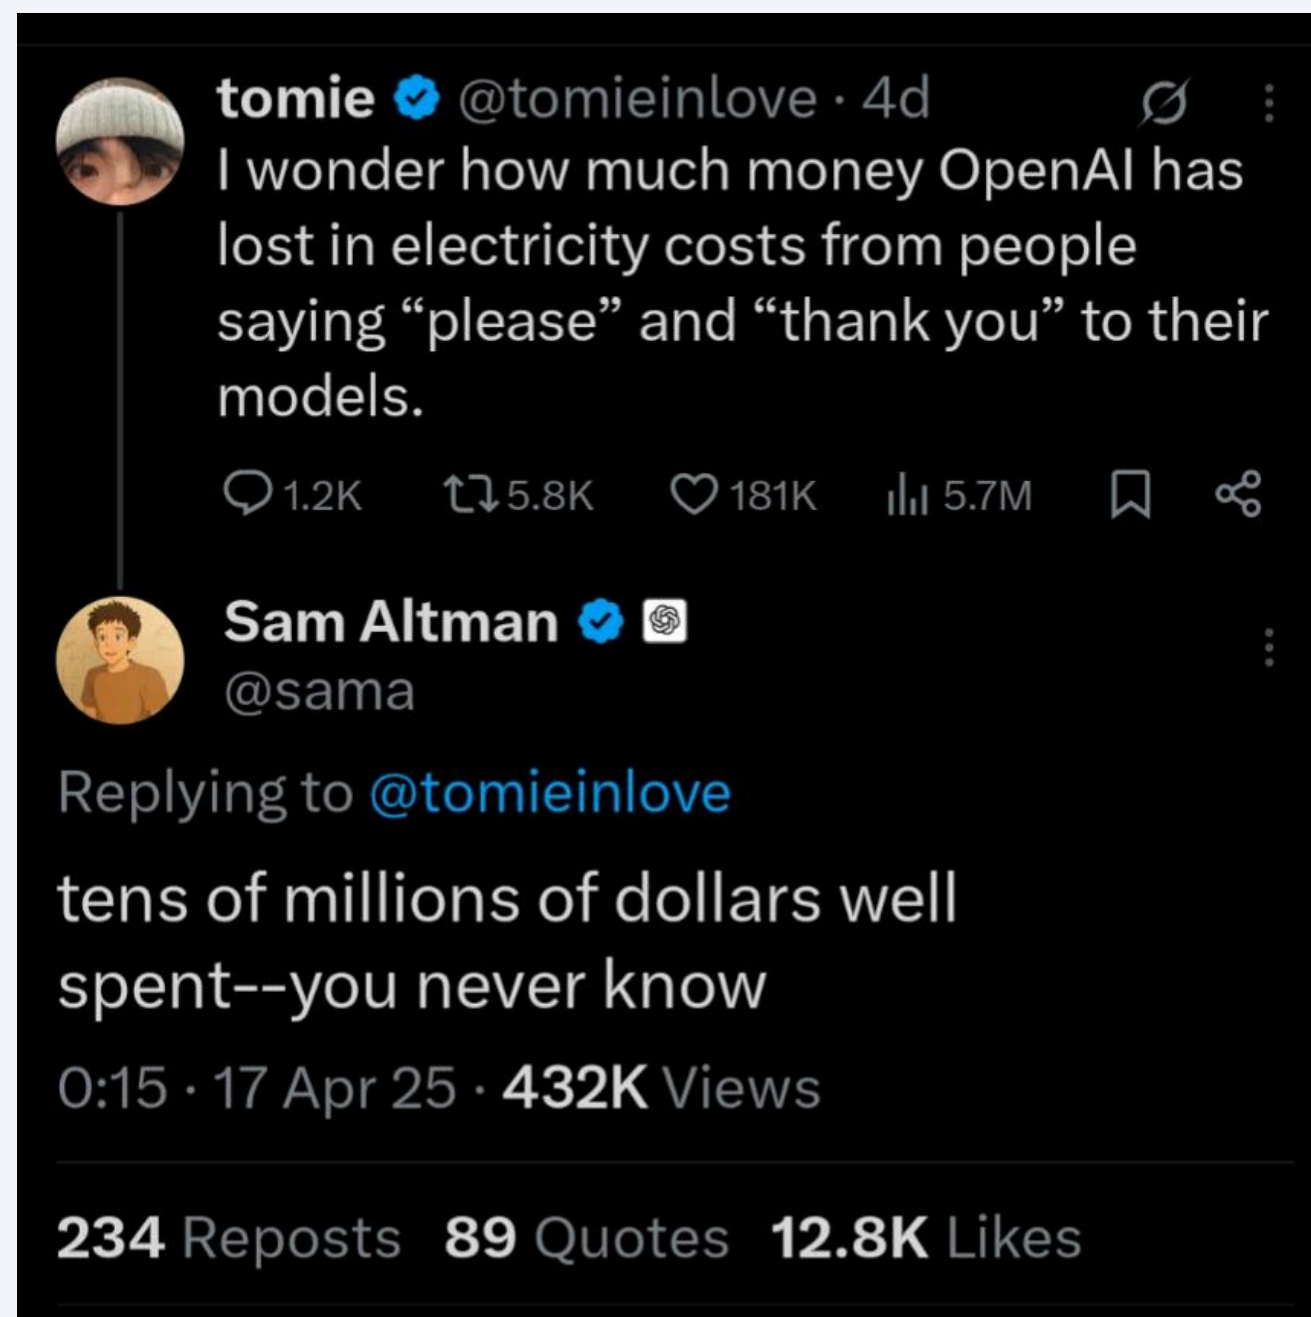 tomie @tomieinlove · 4d
I wonder how much money OpenAI has
lost in electricity costs from people
saying “please” and “thank you” to their
models.
1.2K 5.8K 181K 5.7M
Sam Altman
@sama
Replying to @tomieinlove
tens of millions of dollars well
spent--you never know
0:15 · 17 Apr 25 · 432K Views
234 Reposts 89 Quotes 12.8K Likes